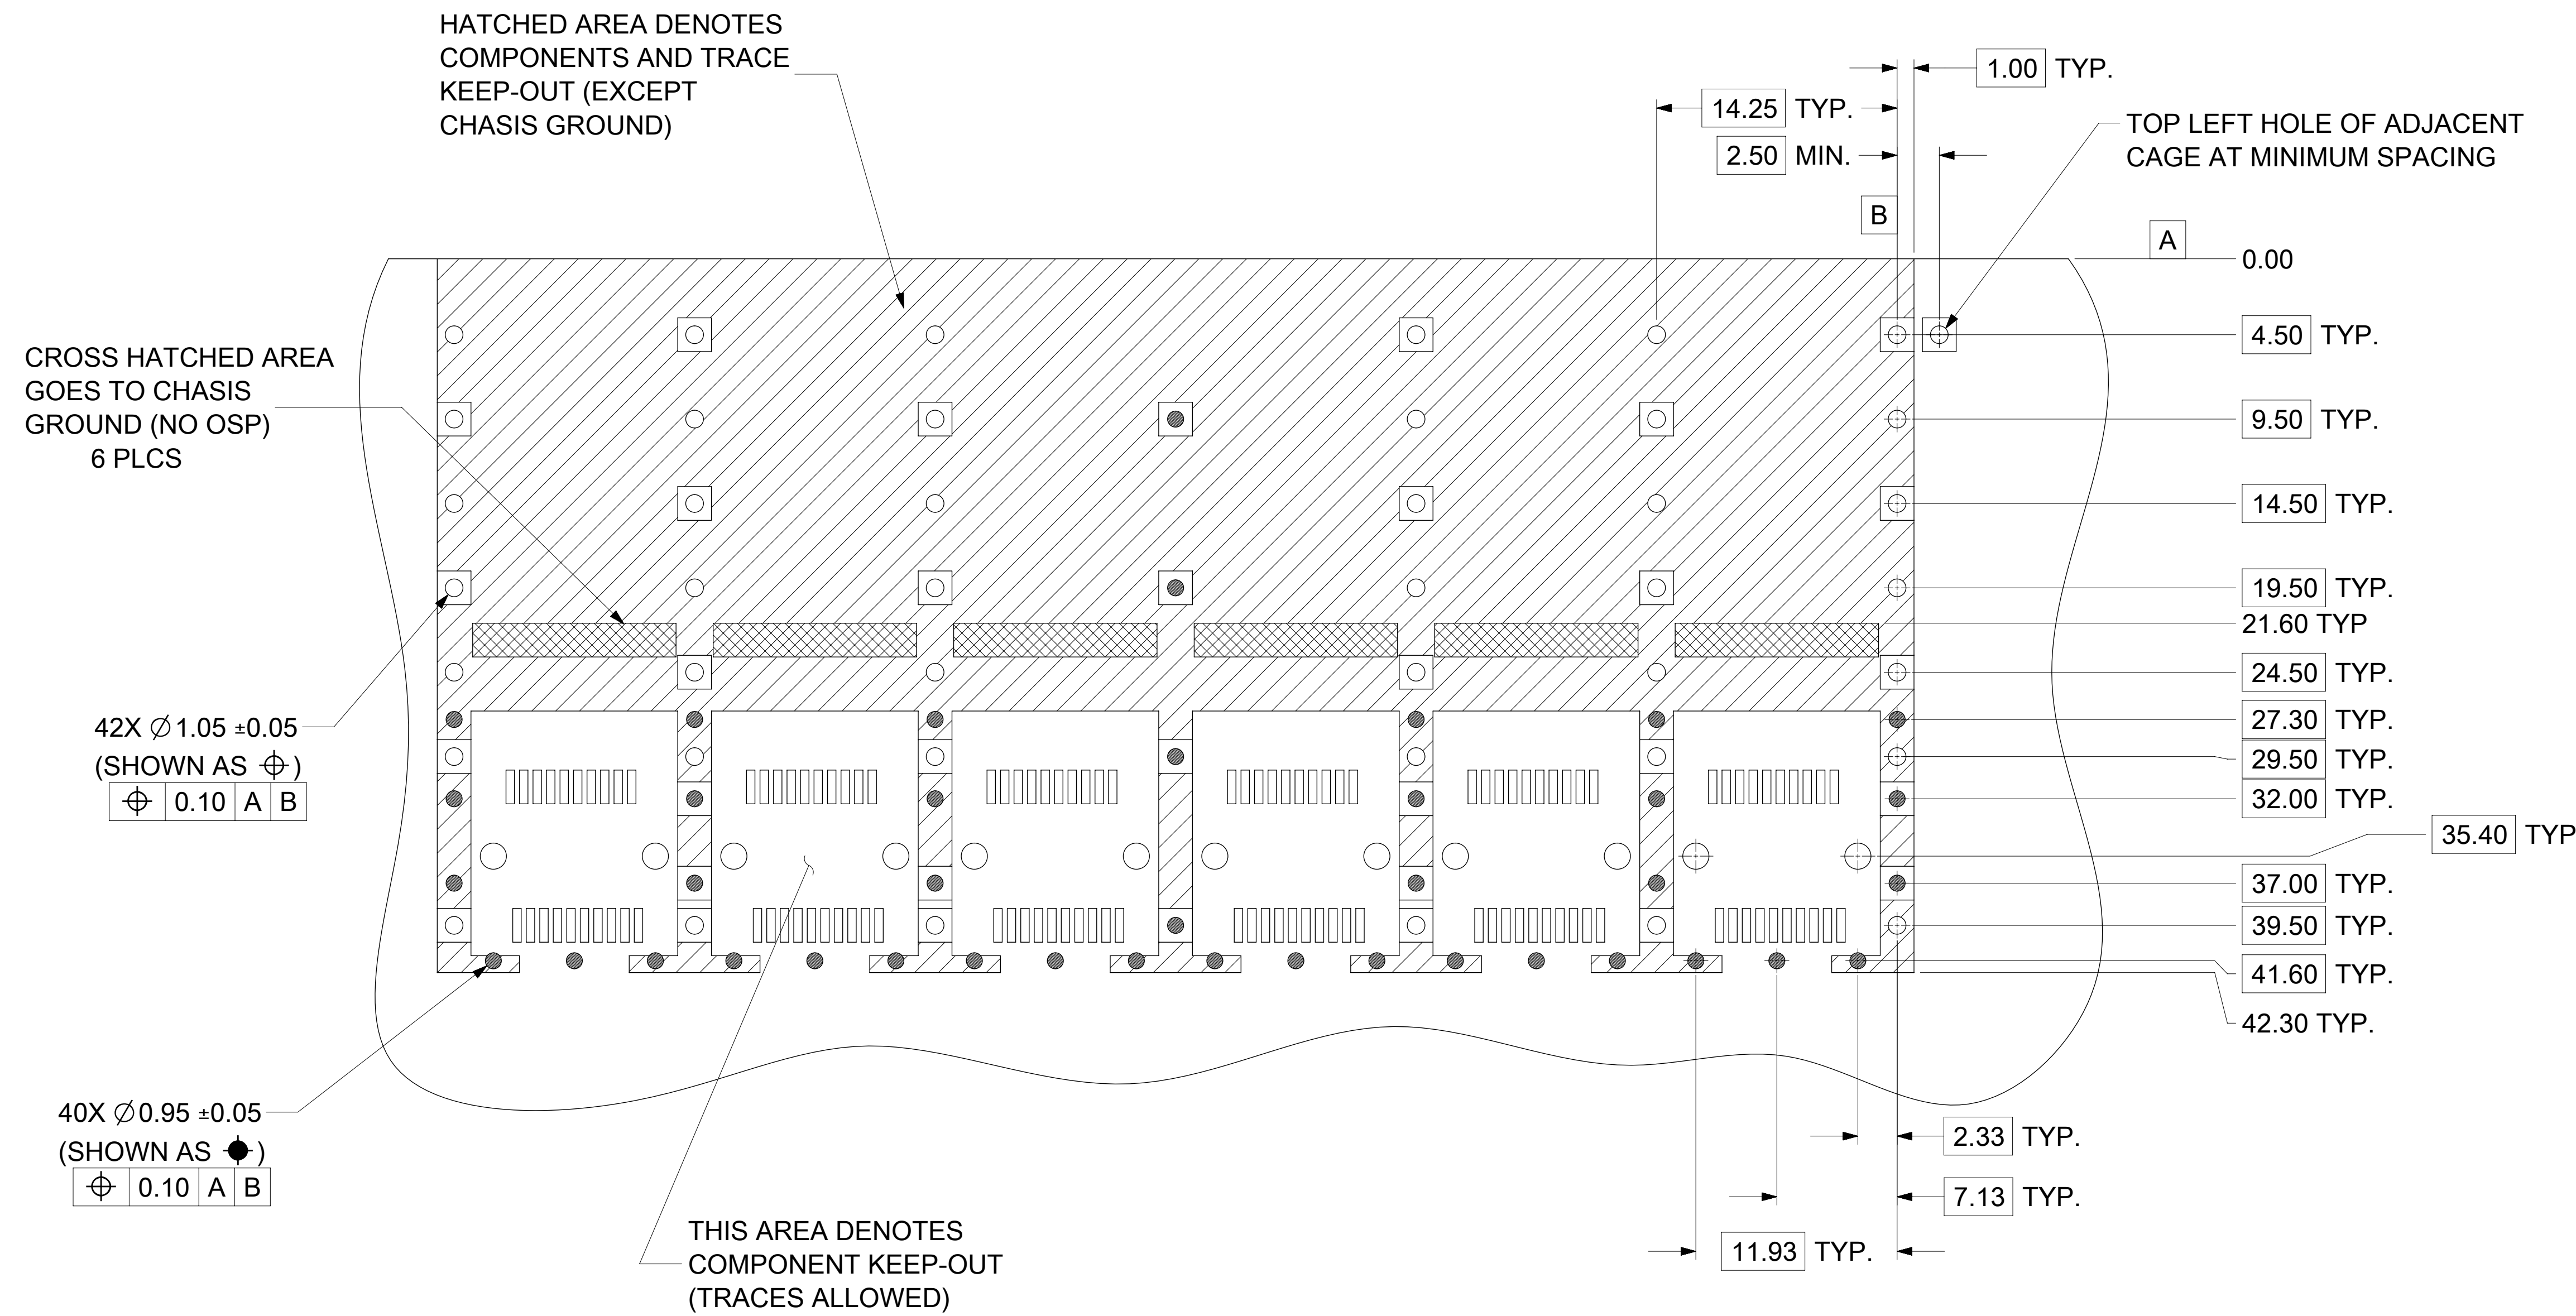 HATCHED AREA DENOTES
COMPONENTS AND TRACE
KEEP-OUT (EXCEPT
CHASIS GROUND)
1.00 TYP.
14.25 TYP.
2.50 MIN.
TOP LEFT HOLE OF ADJACENT
CAGE AT MINIMUM SPACING
B
A
0.00
4.50 TYP.
CROSS HATCHED AREA
GOES TO CHASIS
GROUND (NO OSP)
6 PLCS
9.50 TYP.
14.50 TYP.
19.50 TYP.
21.60 TYP
24.50 TYP.
27.30 TYP.
29.50 TYP.
32.00 TYP.
35.40 TYP
37.00 TYP.
39.50 TYP.
41.60 TYP.
42.30 TYP.
42X ∅1.05 ±0.05
(SHOWN AS ⌖)
⌖ 0.10 A B
40X ∅0.95 ±0.05
(SHOWN AS )
⌖ 0.10 A B
2.33 TYP.
7.13 TYP.
11.93 TYP.
THIS AREA DENOTES
COMPONENT KEEP-OUT
(TRACES ALLOWED)